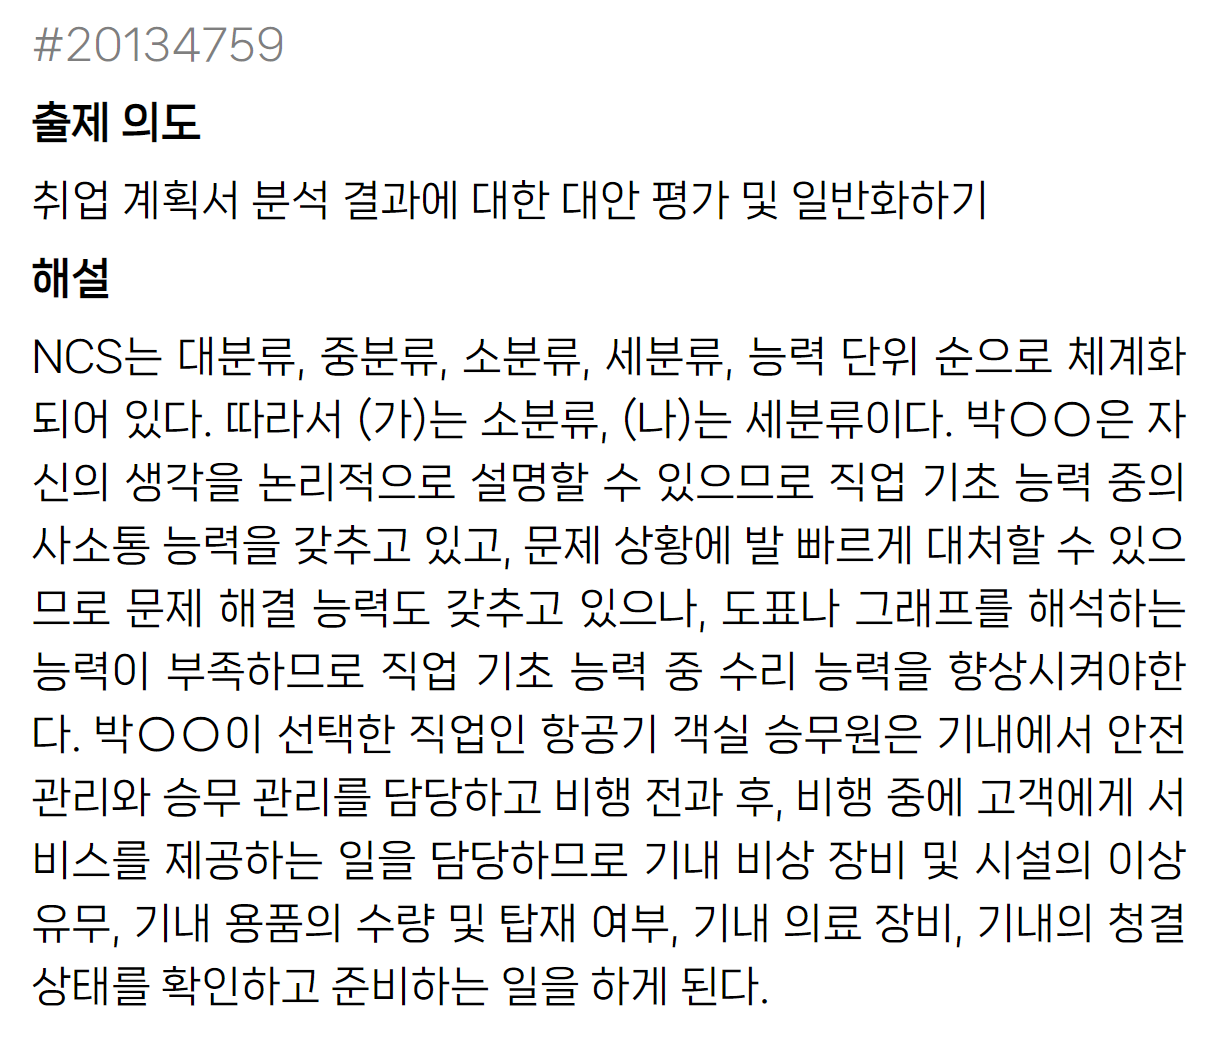 #20134759
출제 의도
취업 계획서 분석 결과에 대한 대안 평가 및 일반화하기
해설
NCS는 대분류, 중분류, 소분류, 세분류, 능력 단위 순으로 체계화
되어 있다. 따라서 (가)는 소분류, (나)는 세분류이다. 박○○은 자
신의 생각을 논리적으로 설명할 수 있으므로 직업 기초 능력 중의
사소통 능력을 갖추고 있고, 문제 상황에 발 빠르게 대처할 수 있으
므로 문제 해결 능력도 갖추고 있으나, 도표나 그래프를 해석하는
능력이 부족하므로 직업 기초 능력 중 수리 능력을 향상시켜야한
다. 박○○이 선택한 직업인 항공기 객실 승무원은 기내에서 안전
관리와 승무 관리를 담당하고 비행 전과 후, 비행 중에 고객에게 서
비스를 제공하는 일을 담당하므로 기내 비상 장비 및 시설의 이상
유무, 기내 용품의 수량 및 탑재 여부, 기내 의료 장비, 기내의 청결
상태를 확인하고 준비하는 일을 하게 된다.